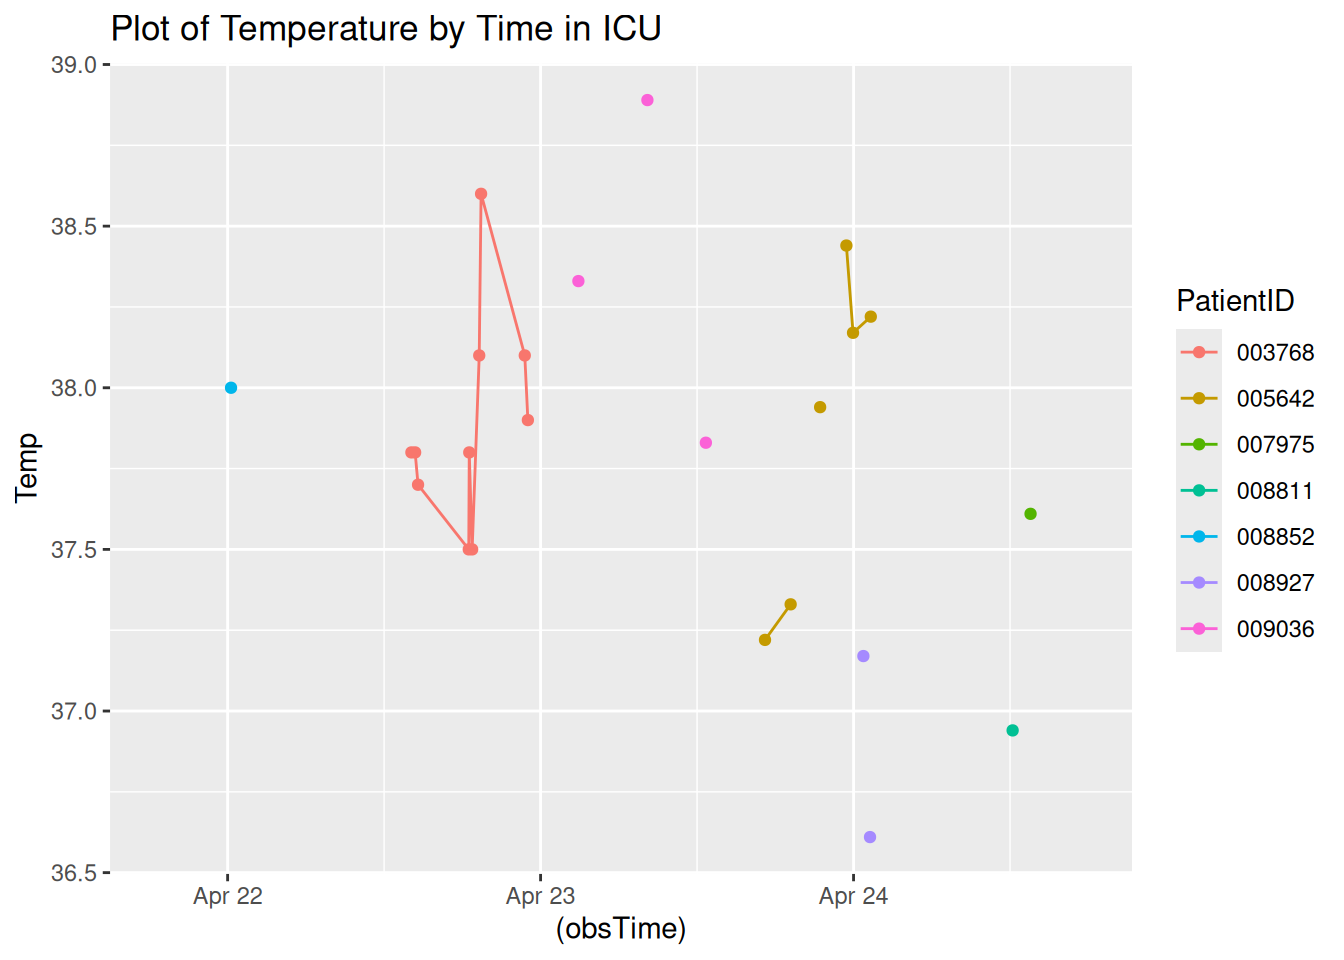 Plot of Temperature by Time in ICU
39.0
38.5
38.0
37.5
37.0
36.5
Temp
Apr 22
Apr 23
Apr 24
(obsTime)
PatientID
003768
005642
007975
008811
008852
008927
009036